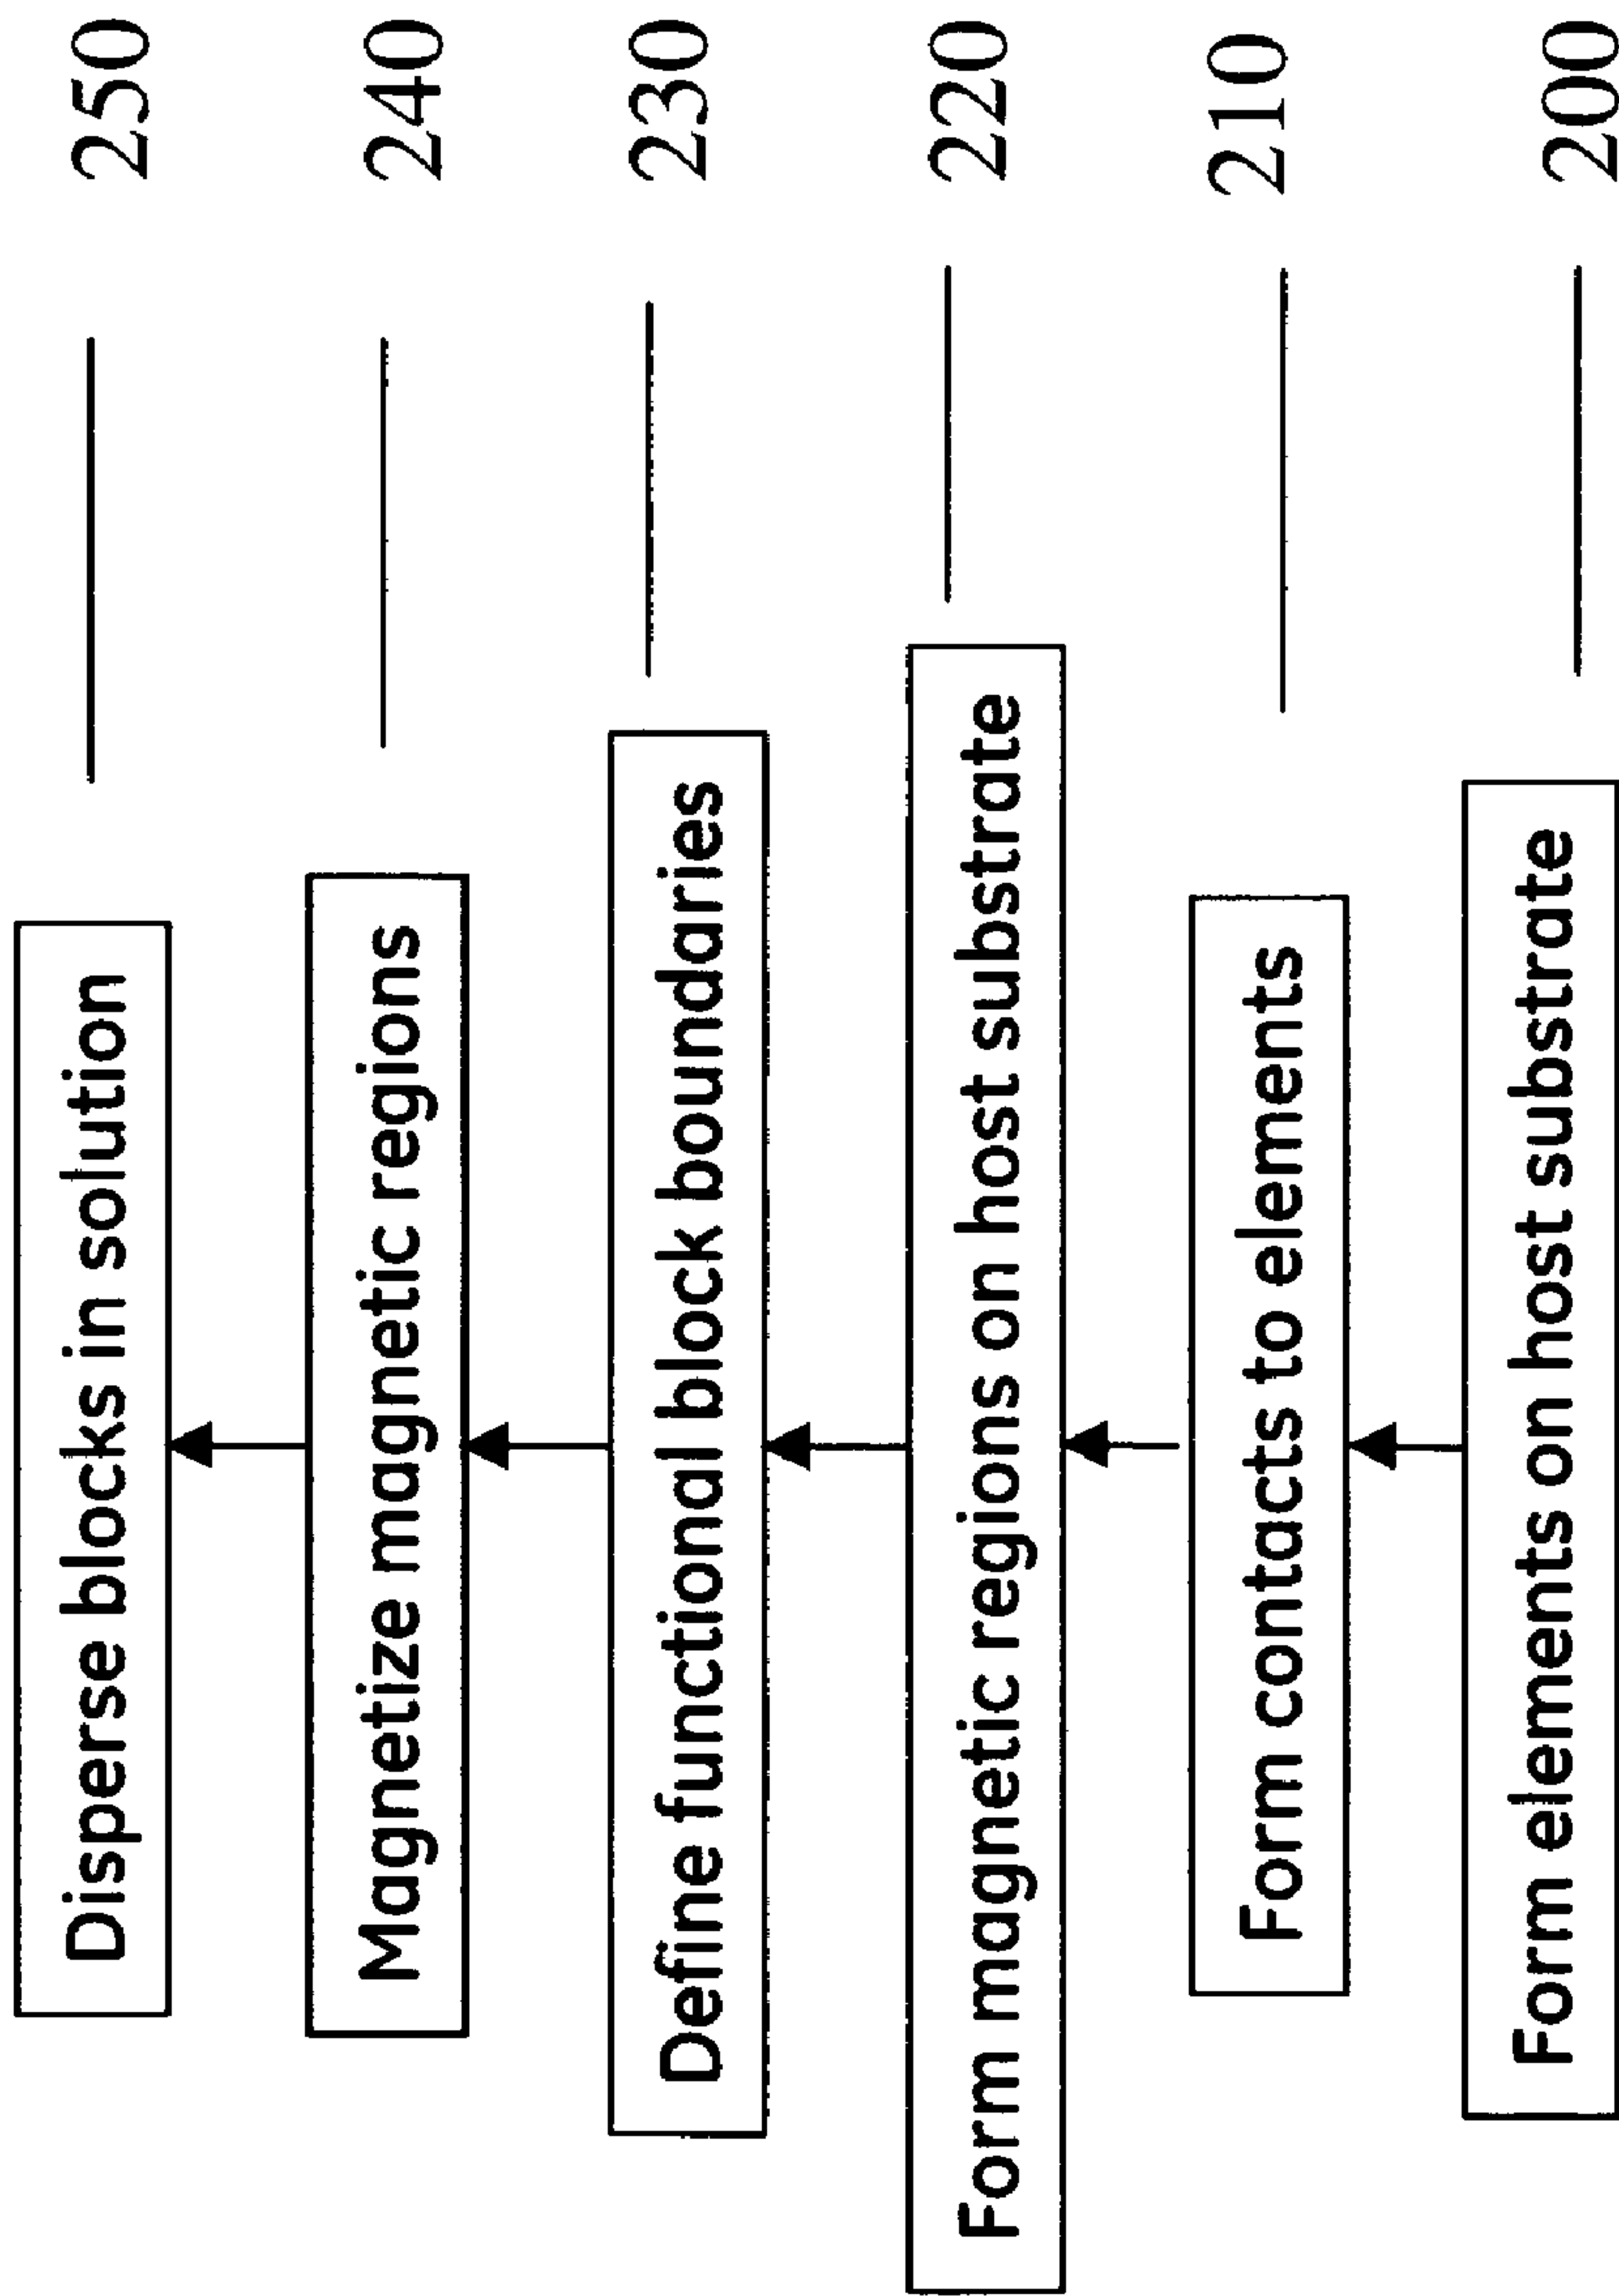 Disperse blocks in solution 250
Magnetize magnetic regions 240
Define functional block boundaries 230
Form magnetic regions on host substrate 220
Form contacts to elements 210
Form elements on host substrate 200